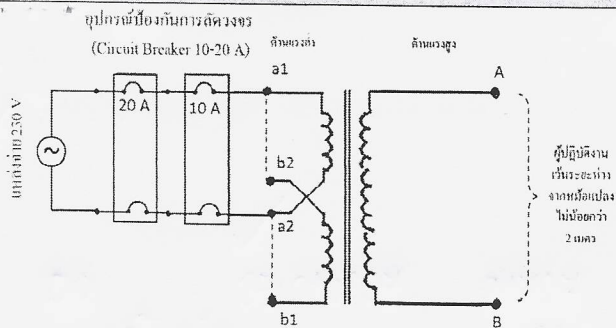 อุปกรณ์ป้องกันการลัดวงจร
(Circuit Breaker 10-20 A)
ด้านแรงต่ำ
ด้านแรงสูง
a1
A
20 A
10 A
แหล่งจ่าย 230 V
b2
a2
ผู้ปฏิบัติงาน
เว้นระยะห่าง
จากหม้อแปลง
ไม่น้อยกว่า
2 เมตร
b1
B